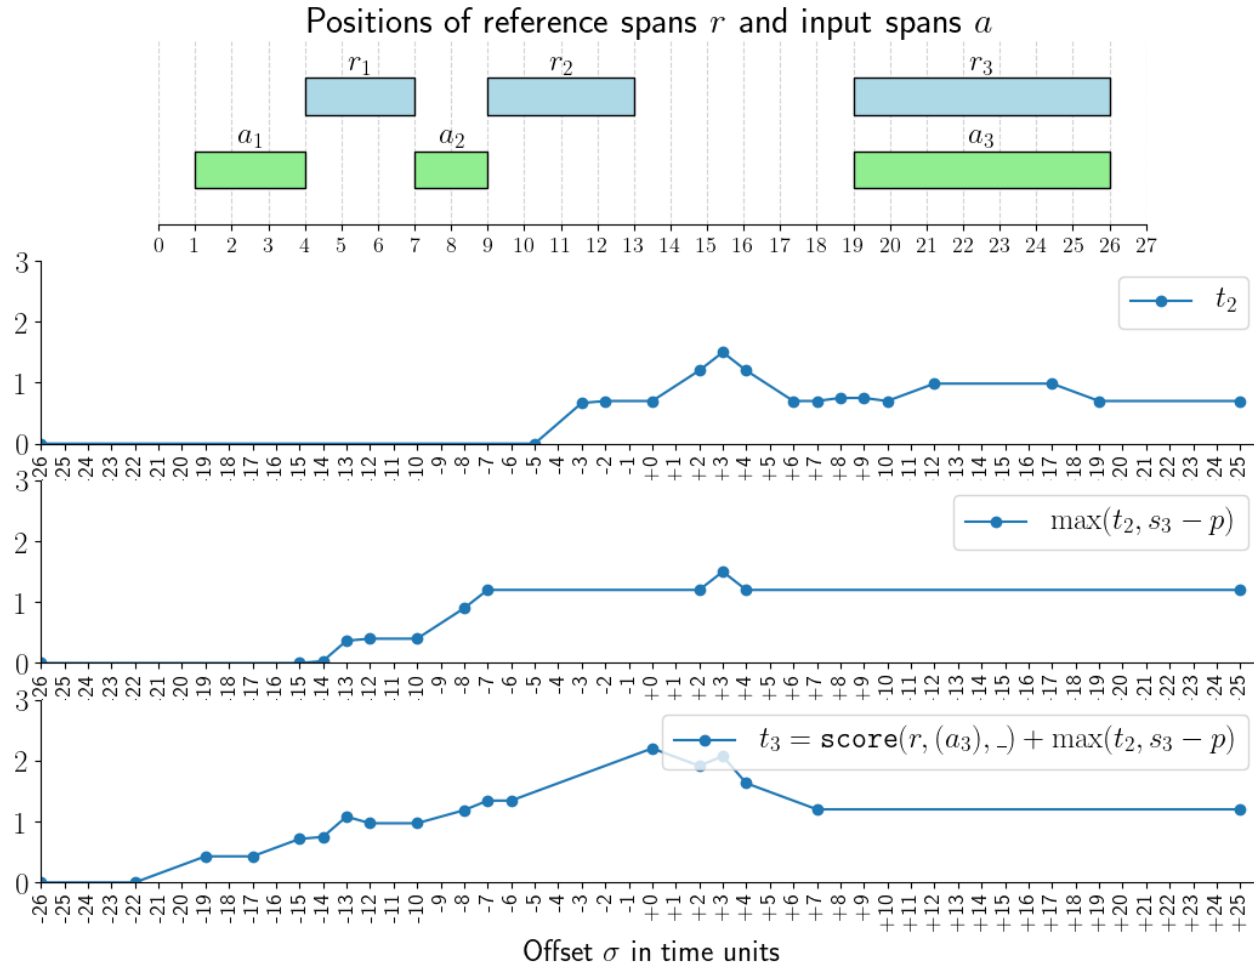 Positions of reference spans r and input spans a
r₁ r₂ r₃
a₁ a₂ a₃
0 1 2 3 4 5 6 7 8 9 10 11 12 13 14 15 16 17 18 19 20 21 22 23 24 25 26 27
3
2
1
0
t₂
-26 -25 -24 -23 -22 -21 -20 -19 -18 -17 -16 -15 -14 -13 -12 -11 -10 -9 -8 -7 -6 -5 -4 -3 -2 -1 +0 +1 +2 +3 +4 +5 +6 +7 +8 +9 +10 +11 +12 +13 +14 +15 +16 +17 +18 +19 +20 +21 +22 +23 +24 +25
3
2
1
0
max(t₂, s₃ − p)
-26 -25 -24 -23 -22 -21 -20 -19 -18 -17 -16 -15 -14 -13 -12 -11 -10 -9 -8 -7 -6 -5 -4 -3 -2 -1 +0 +1 +2 +3 +4 +5 +6 +7 +8 +9 +10 +11 +12 +13 +14 +15 +16 +17 +18 +19 +20 +21 +22 +23 +24 +25
3
2
1
0
t₃ = score(r, (a₃), _) + max(t₂, s₃ − p)
-26 -25 -24 -23 -22 -21 -20 -19 -18 -17 -16 -15 -14 -13 -12 -11 -10 -9 -8 -7 -6 -5 -4 -3 -2 -1 +0 +1 +2 +3 +4 +5 +6 +7 +8 +9 +10 +11 +12 +13 +14 +15 +16 +17 +18 +19 +20 +21 +22 +23 +24 +25
Offset σ in time units